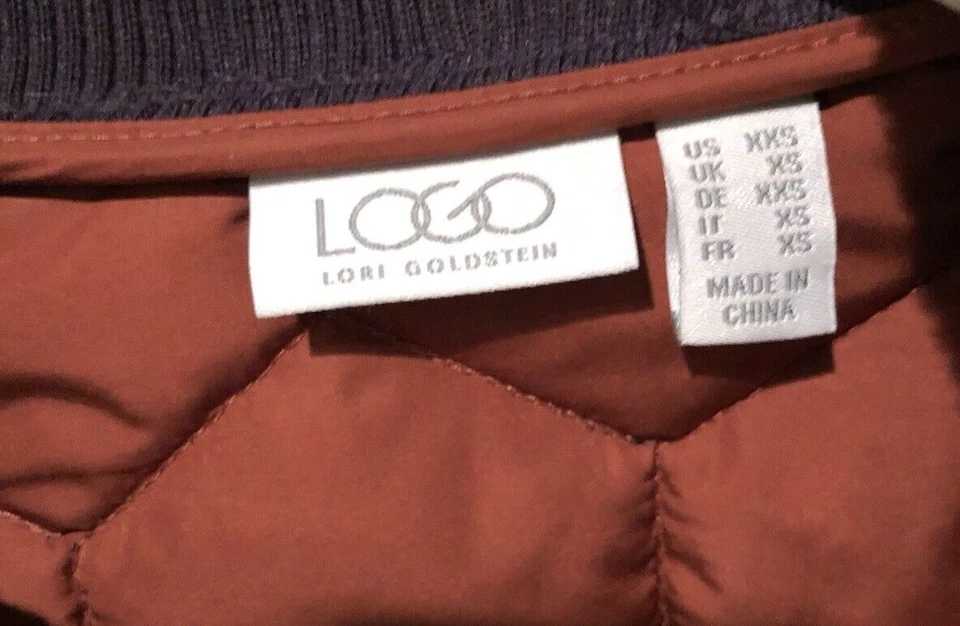 LOGO
LORI GOLDSTEIN
US XXS
UK XS
DE XXS
IT XS
FR XS
MADE IN
CHINA